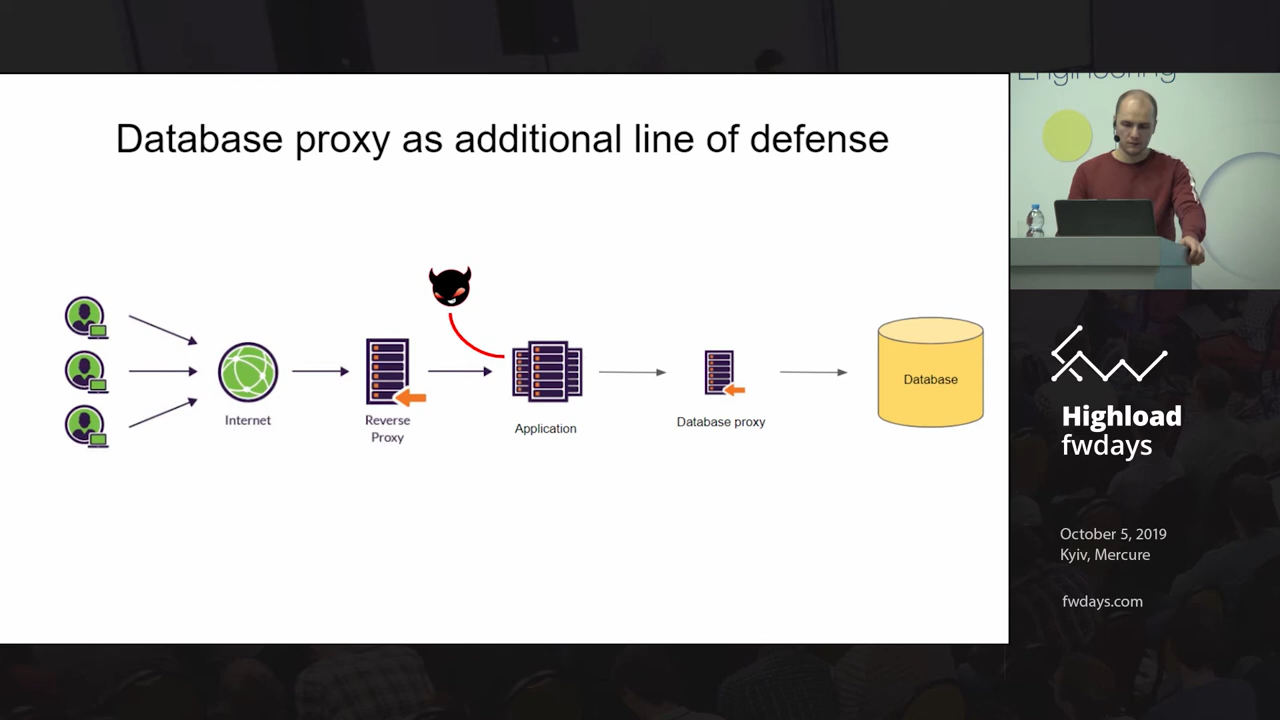 Database proxy as additional line of defense
Internet
Reverse
Proxy
Application
Database proxy
Database
Engineering
Highload
fwdays
October 5, 2019
Kyiv, Mercure
fwdays.com